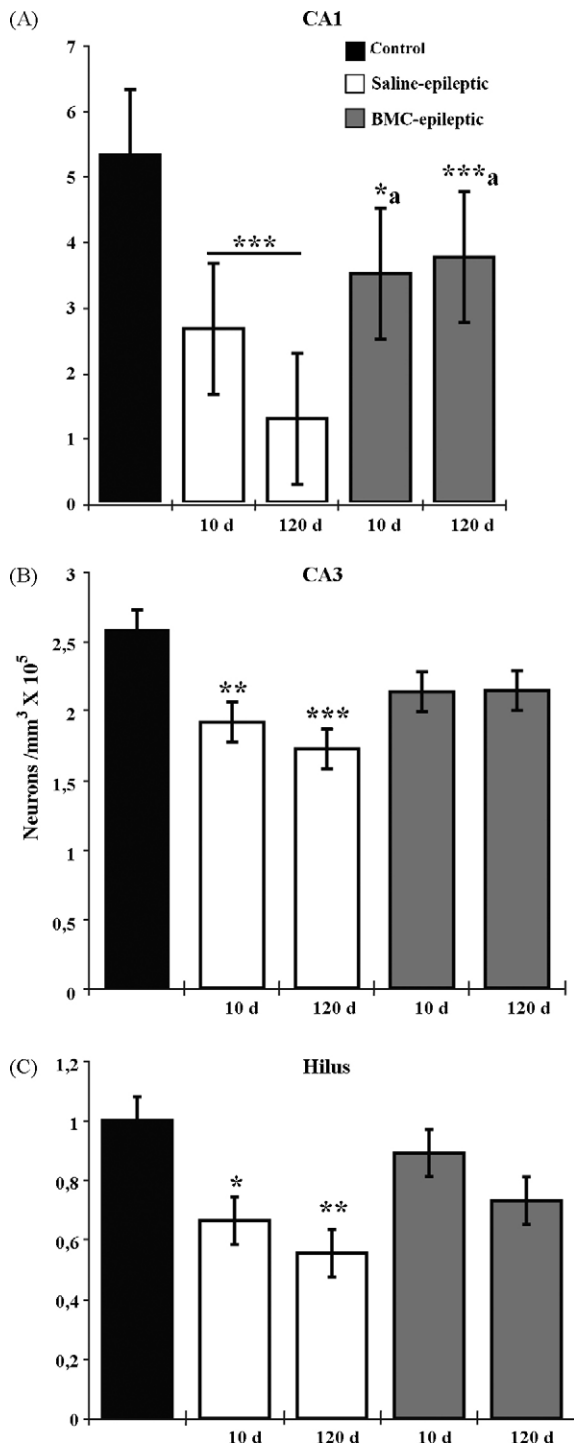 (A)
CA1
7
6
5
4
3
2
1
0
Control
Saline-epileptic
BMC-epileptic
***
*a
***a
10 d 120 d 10 d 120 d
(B)
CA3
Neurons /mm³ X 10⁵
3
2,5
2
1,5
1
0,5
0
**
***
10 d 120 d 10 d 120 d
(C)
Hilus
1,2
1
0,8
0,6
0,4
0,2
0
*
**
10 d 120 d 10 d 120 d